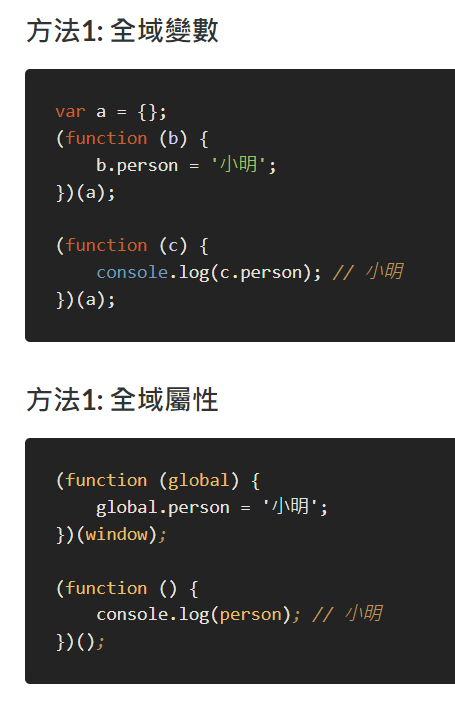 方法1: 全域變數
var a = {};
(function (b) {
    b.person = '小明';
})(a);
(function (c) {
    console.log(c.person); // 小明
})(a);
方法1: 全域屬性
(function (global) {
    global.person = '小明';
})(window);
(function () {
    console.log(person); // 小明
})();